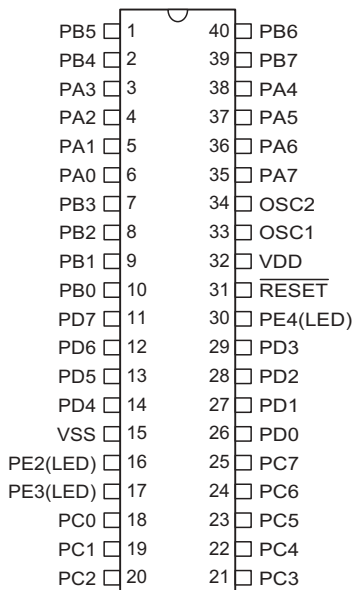 PB5 1 40 PB6
PB4 2 39 PB7
PA3 3 38 PA4
PA2 4 37 PA5
PA1 5 36 PA6
PA0 6 35 PA7
PB3 7 34 OSC2
PB2 8 33 OSC1
PB1 9 32 VDD
PB0 10 31 RESET
PD7 11 30 PE4(LED)
PD6 12 29 PD3
PD5 13 28 PD2
PD4 14 27 PD1
VSS 15 26 PD0
PE2(LED) 16 25 PC7
PE3(LED) 17 24 PC6
PC0 18 23 PC5
PC1 19 22 PC4
PC2 20 21 PC3